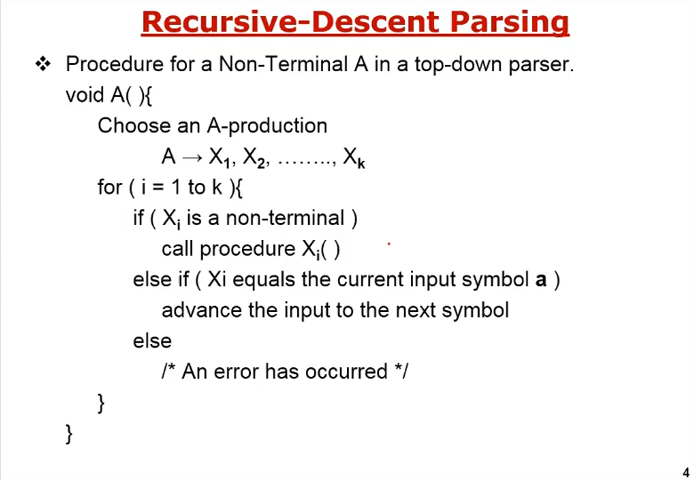 Recursive-Descent Parsing
❖ Procedure for a Non-Terminal A in a top-down parser.
void A( ){
Choose an A-production
A → X₁, X₂, …….., Xₖ
for ( i = 1 to k ){
if ( Xᵢ is a non-terminal )
call procedure Xᵢ( )
else if ( Xi equals the current input symbol a )
advance the input to the next symbol
else
/* An error has occurred */
}
}
4